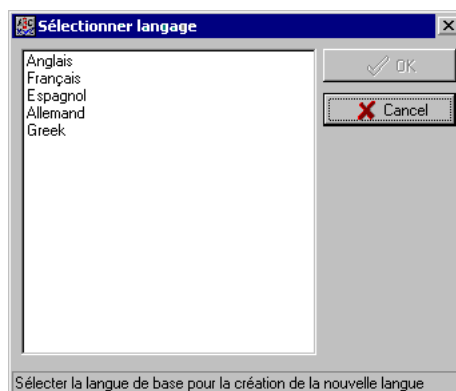 Sélectionner langage
Anglais
Français
Espagnol
Allemand
Greek
OK
Cancel
Sélecter la langue de base pour la création de la nouvelle langue